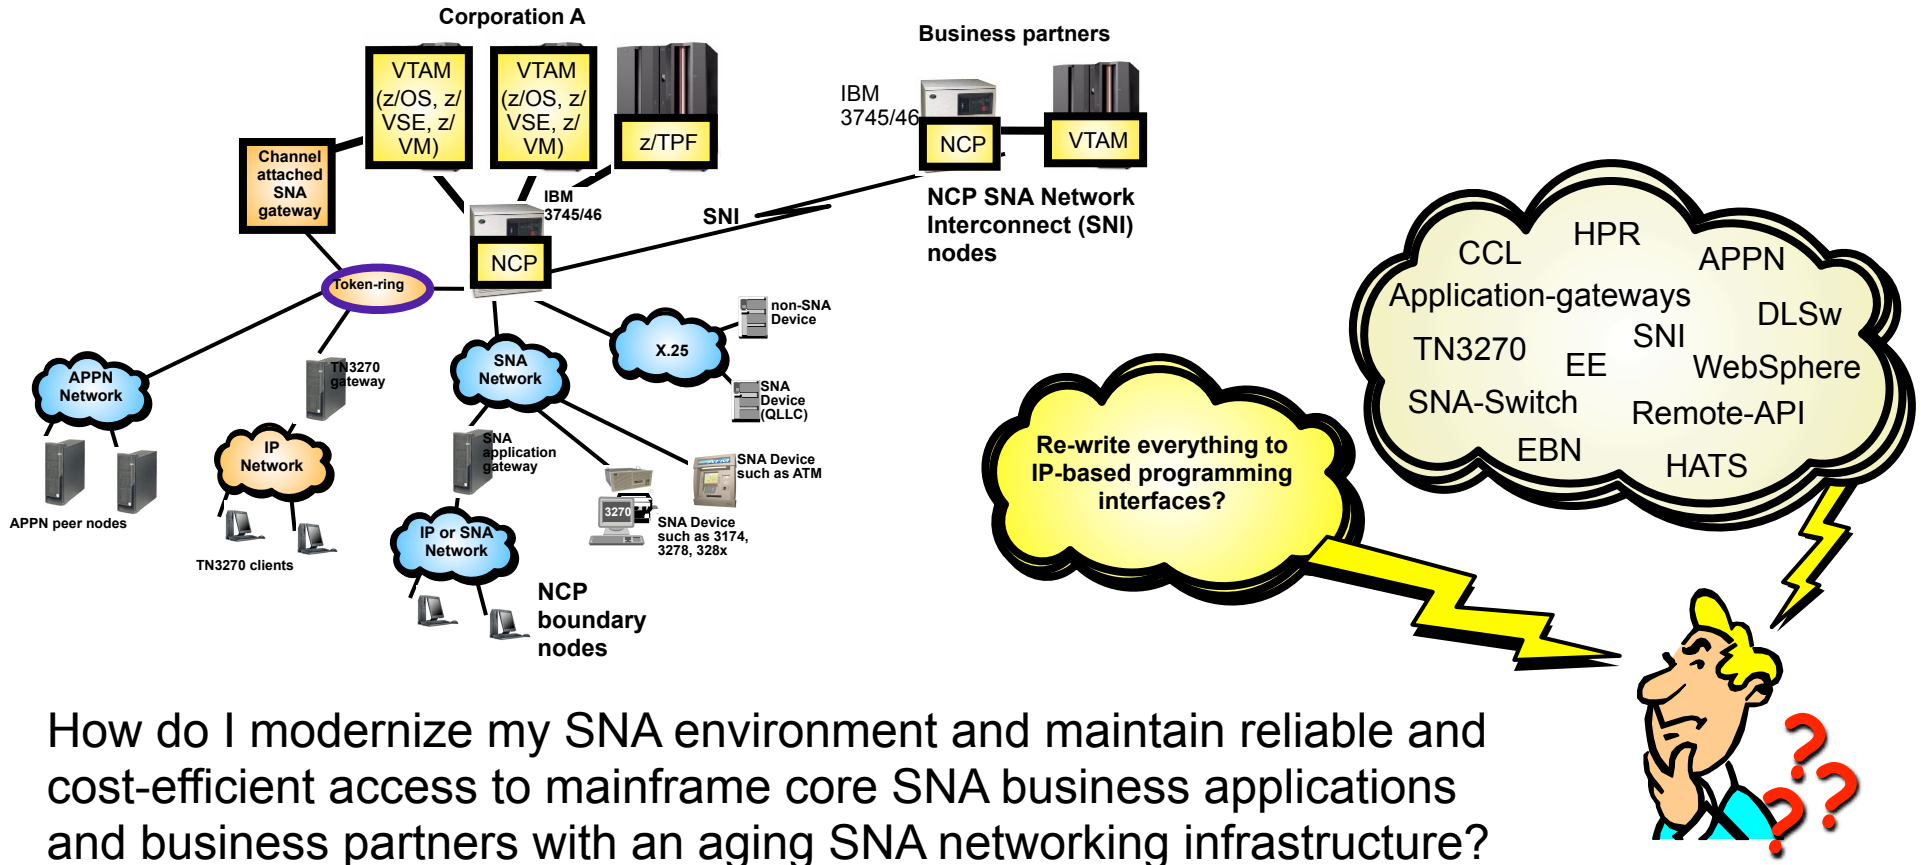 Corporation A
VTAM
(z/OS, z/
VSE, z/
VM)
VTAM
(z/OS, z/
VSE, z/
VM)
z/TPF
Channel
attached
SNA
gateway
IBM
3745/46
NCP
SNI
Business partners
IBM
3745/46
NCP
VTAM
NCP SNA Network
Interconnect (SNI)
nodes
Token-ring
non-SNA
Device
X.25
SNA
Device
(QLLC)
APPN
Network
TN3270
gateway
SNA
Network
IP
Network
SNA
application
gateway
SNA Device
such as ATM
APPN peer nodes
3270
SNA Device
such as 3174,
3278, 328x
IP or SNA
Network
TN3270 clients
NCP
boundary
nodes
HPR
CCL
APPN
Application-gateways
DLSw
SNI
TN3270
EE
WebSphere
SNA-Switch
Remote-API
EBN
HATS
Re-write everything to
IP-based programming
interfaces?
???
How do I modernize my SNA environment and maintain reliable and
cost-efficient access to mainframe core SNA business applications
and business partners with an aging SNA networking infrastructure?